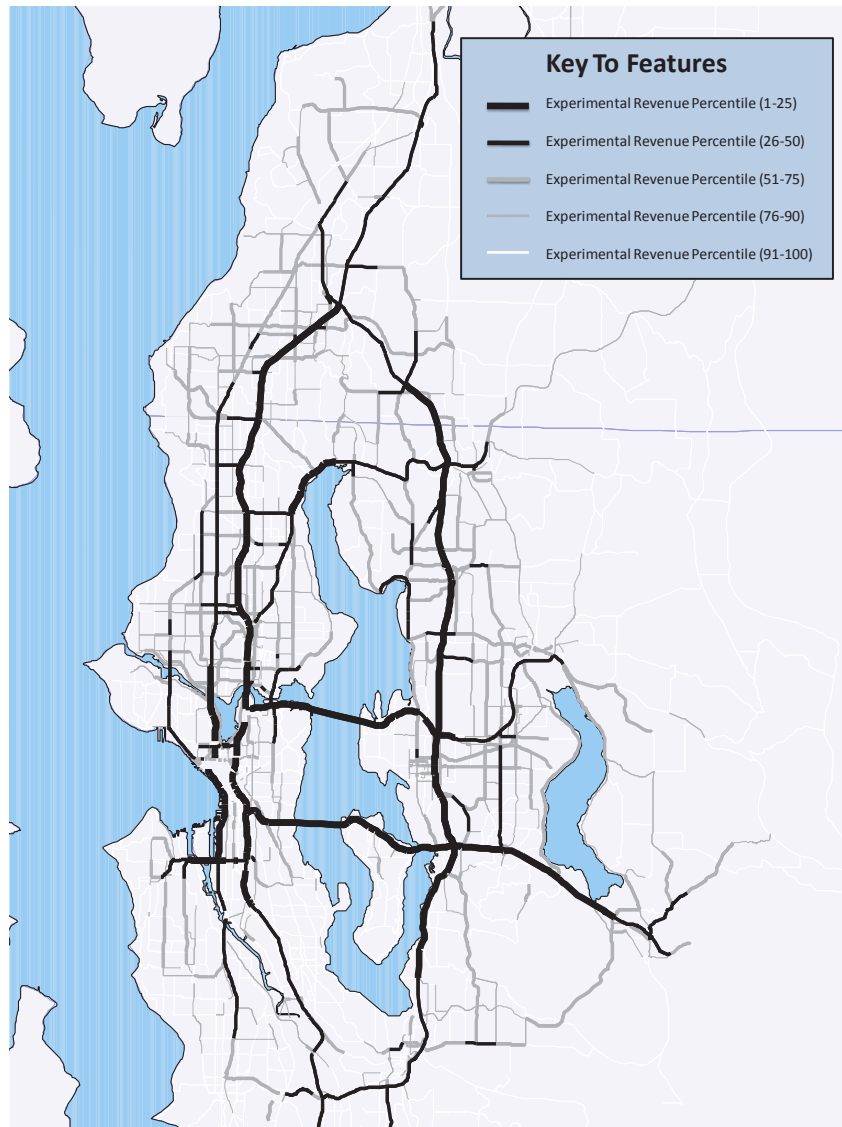 Key To Features
Experimental Revenue Percentile (1-25)
Experimental Revenue Percentile (26-50)
Experimental Revenue Percentile (51-75)
Experimental Revenue Percentile (76-90)
Experimental Revenue Percentile (91-100)